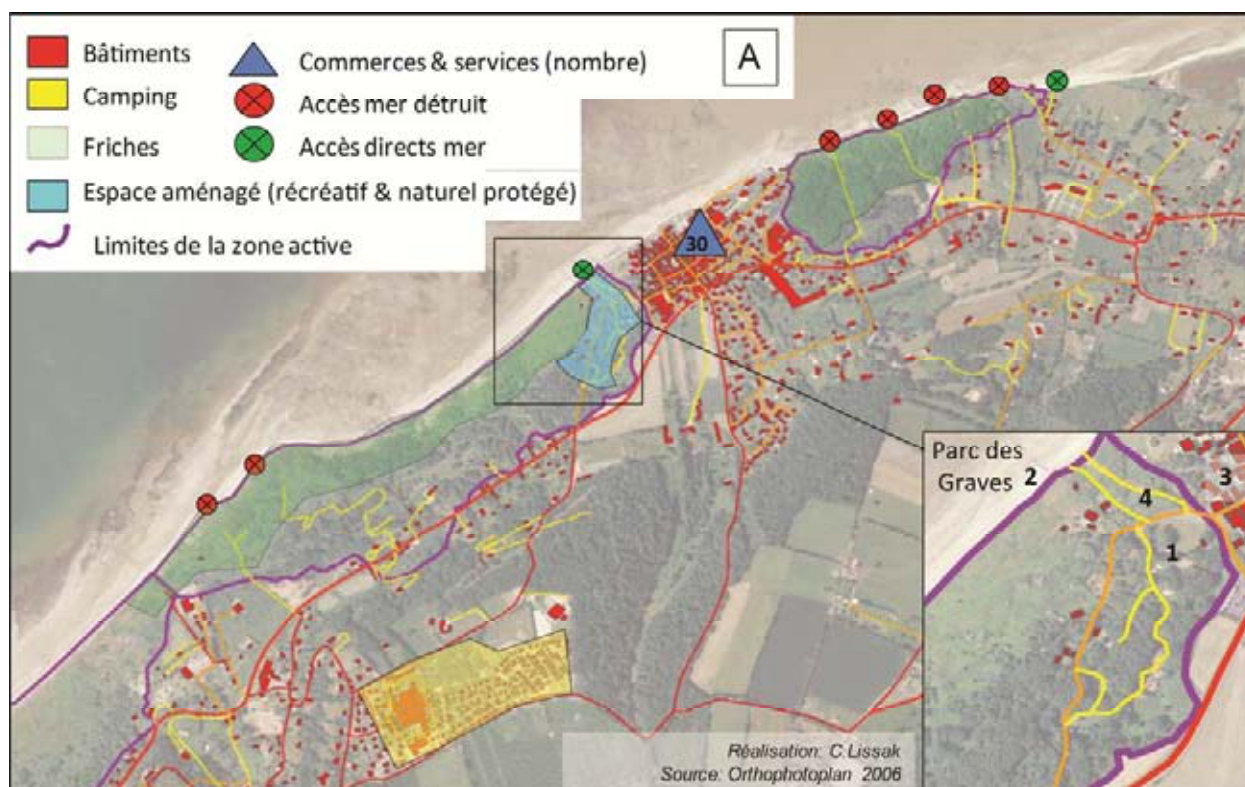 Bâtiments
Camping
Friches
Espace aménagé (récréatif & naturel protégé)
Limites de la zone active
Commerces & services (nombre)
Accès mer détruit
Accès directs mer
A
30
Parc des
Graves
2
3
4
1
Réalisation: C.Lissak
Source: Orthophotoplan 2006